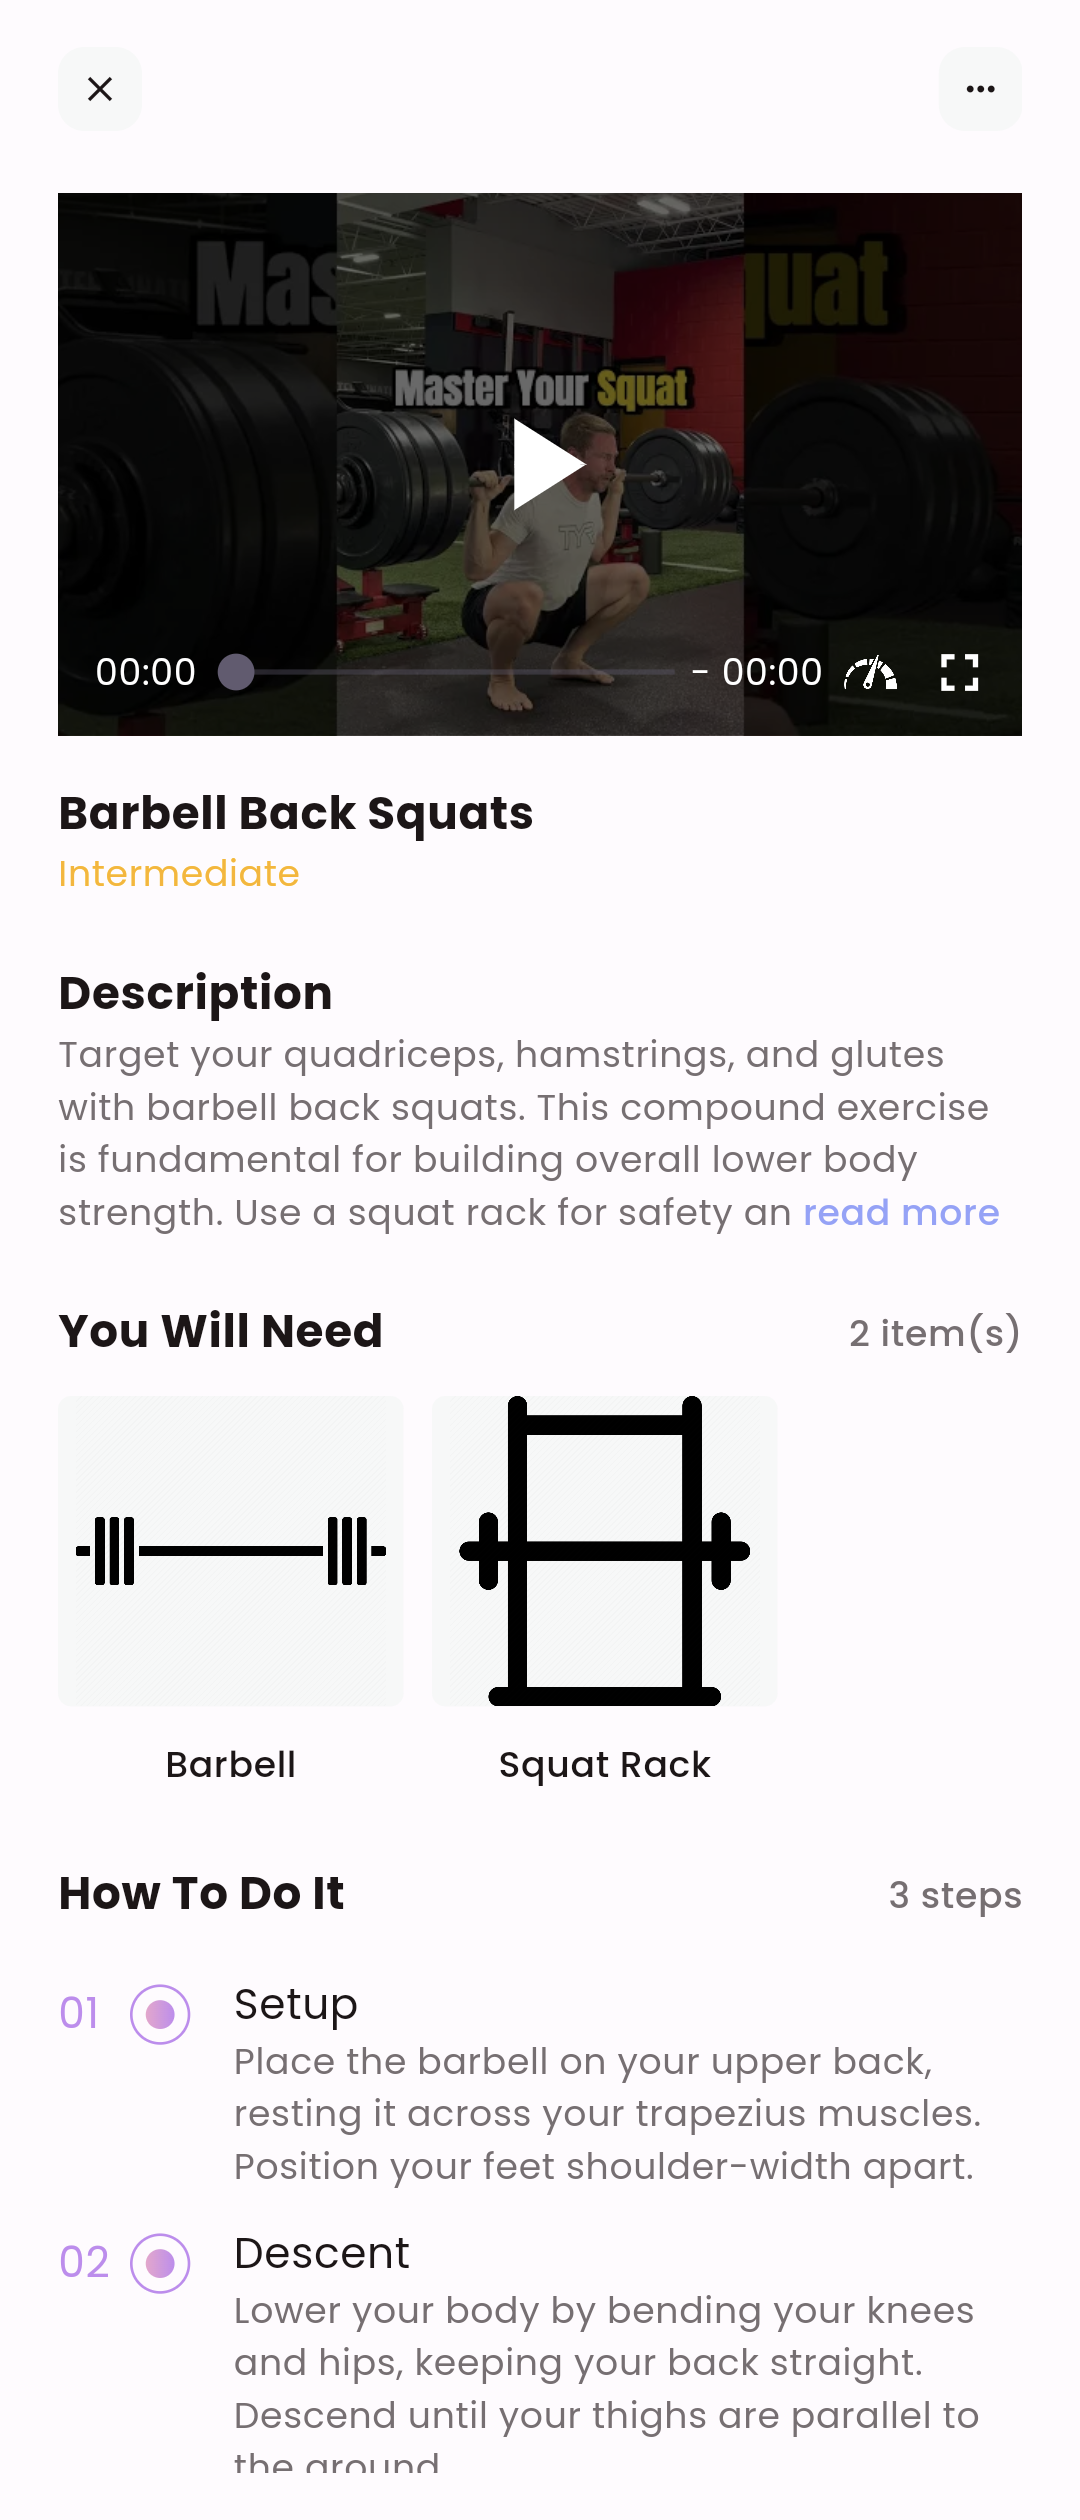 Mas
quat
Master Your Squat
TYR
00:00
- 00:00
Barbell Back Squats
Intermediate
Description
Target your quadriceps, hamstrings, and glutes
with barbell back squats. This compound exercise
is fundamental for building overall lower body
strength. Use a squat rack for safety an read more
You Will Need
2 item(s)
Barbell
Squat Rack
How To Do It
3 steps
01
Setup
Place the barbell on your upper back,
resting it across your trapezius muscles.
Position your feet shoulder-width apart.
02
Descent
Lower your body by bending your knees
and hips, keeping your back straight.
Descend until your thighs are parallel to
the ground